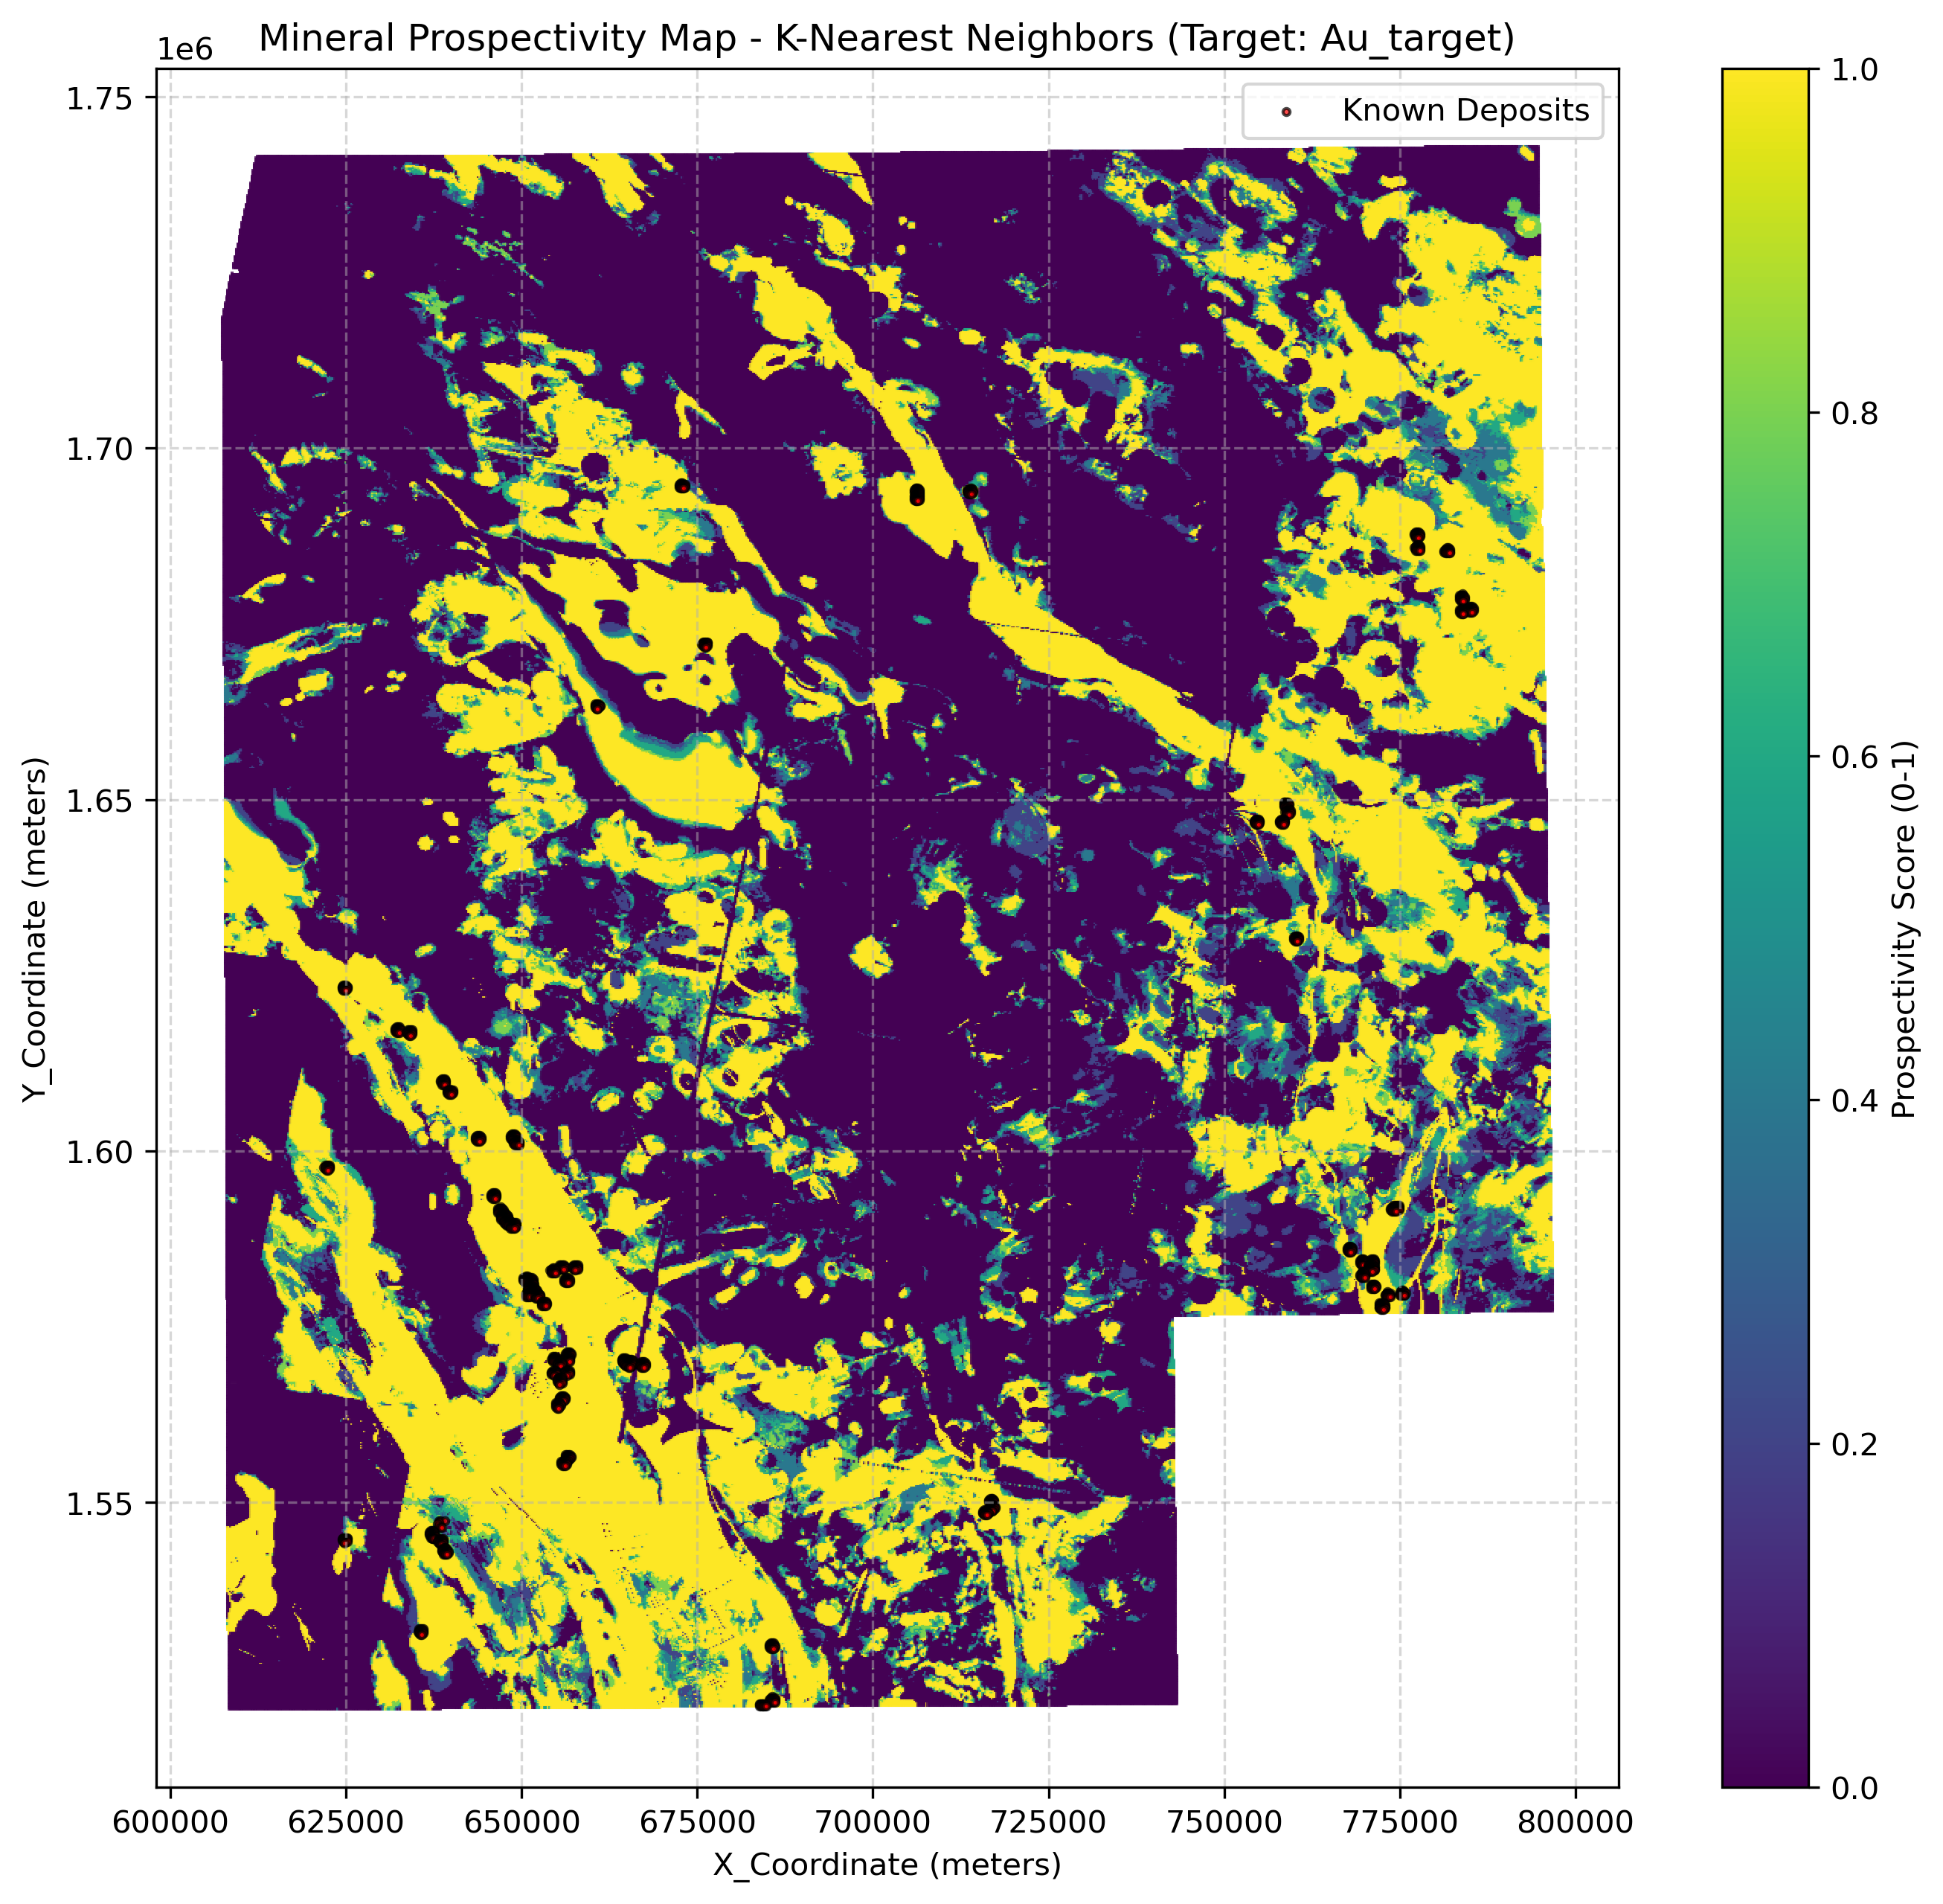 Mineral Prospectivity Map - K-Nearest Neighbors (Target: Au_target)
1e6
Known Deposits
1.75
1.70
1.65
1.60
1.55
Y_Coordinate (meters)
600000 625000 650000 675000 700000 725000 750000 775000 800000
X_Coordinate (meters)
1.0
0.8
0.6
0.4
0.2
0.0
Prospectivity Score (0-1)